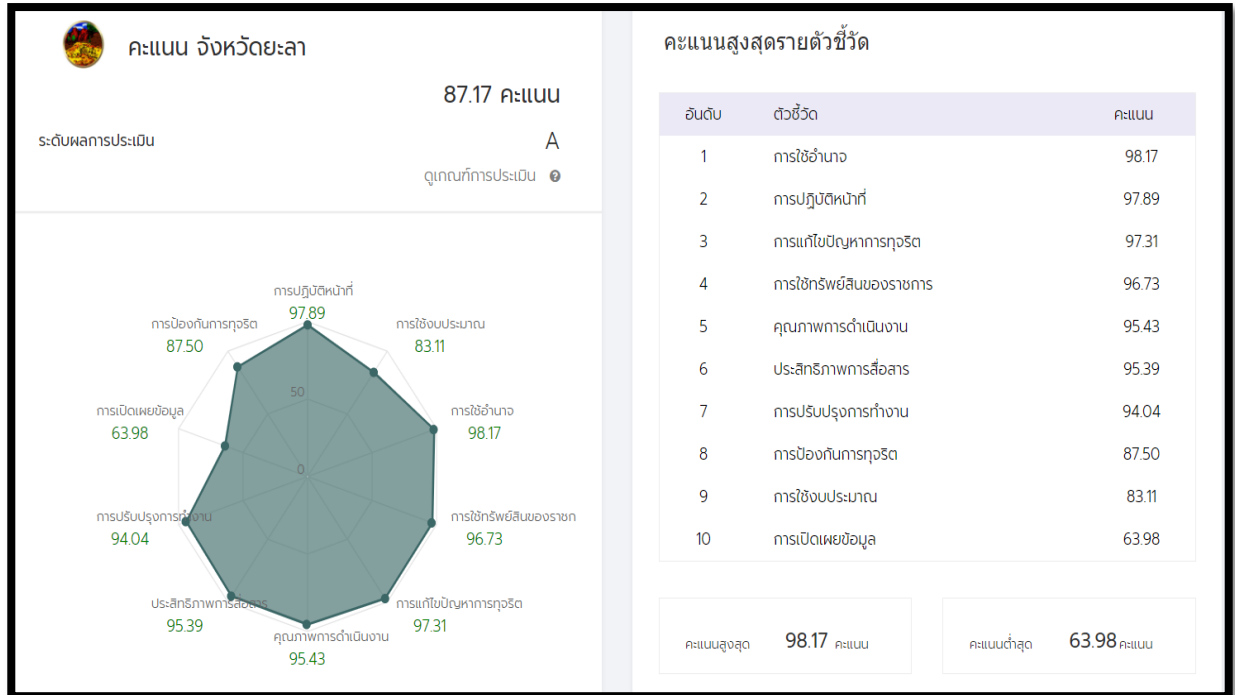 คะแนน จังหวัดยะลา
87.17 คะแนน
ระดับผลการประเมิน A
ดูเกณฑ์การประเมิน
การปฏิบัติหน้าที่
97.89
การป้องกันการทุจริต
87.50
การใช้งบประมาณ
83.11
50
การเปิดเผยข้อมูล
63.98
การใช้อำนาจ
98.17
0
การปรับปรุงการทำงาน
94.04
การใช้ทรัพย์สินของราชก
96.73
ประสิทธิภาพการสื่อสาร
95.39
การแก้ไขปัญหาการทุจริต
97.31
คุณภาพการดำเนินงาน
95.43
คะแนนสูงสุดรายตัวชี้วัด
อันดับ ตัวชี้วัด คะแนน
1 การใช้อำนาจ 98.17
2 การปฏิบัติหน้าที่ 97.89
3 การแก้ไขปัญหาการทุจริต 97.31
4 การใช้ทรัพย์สินของราชการ 96.73
5 คุณภาพการดำเนินงาน 95.43
6 ประสิทธิภาพการสื่อสาร 95.39
7 การปรับปรุงการทำงาน 94.04
8 การป้องกันการทุจริต 87.50
9 การใช้งบประมาณ 83.11
10 การเปิดเผยข้อมูล 63.98
คะแนนสูงสุด 98.17 คะแนน
คะแนนต่ำสุด 63.98 คะแนน